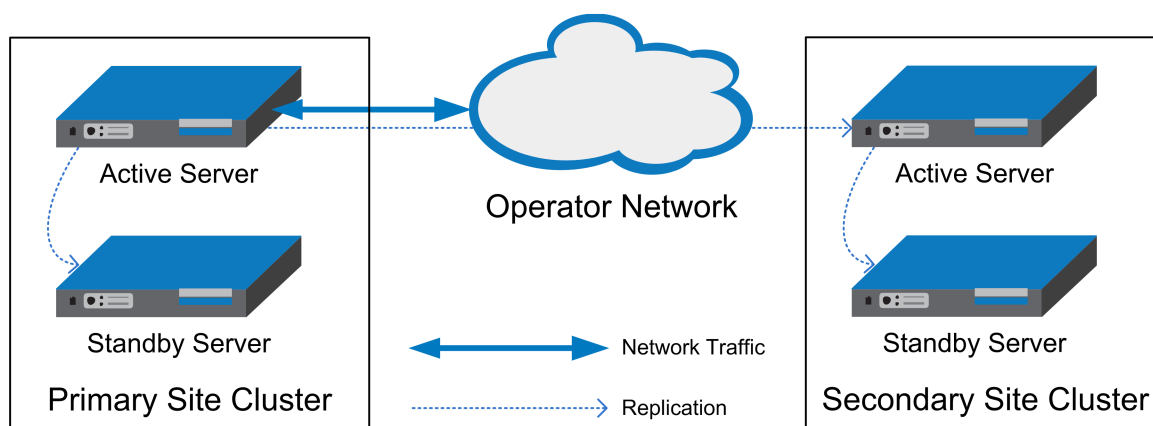 Active Server
Standby Server
Primary Site Cluster
Operator Network
Network Traffic
Replication
Active Server
Standby Server
Secondary Site Cluster